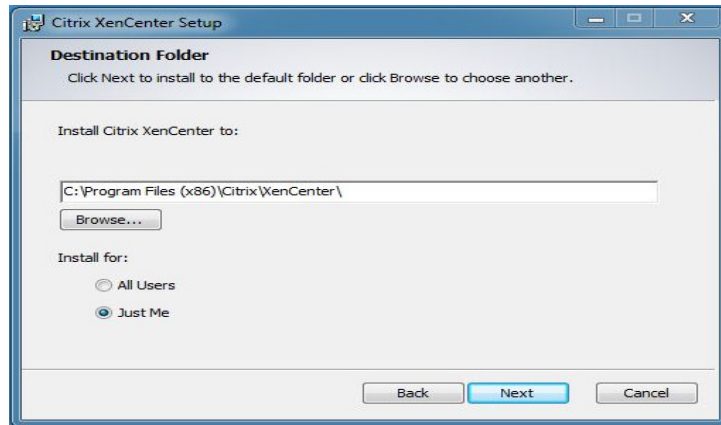 Citrix XenCenter Setup
Destination Folder
Click Next to install to the default folder or click Browse to choose another.
Install Citrix XenCenter to:
C:\Program Files (x86)\Citrix\XenCenter\
Browse...
Install for:
All Users
Just Me
Back Next Cancel